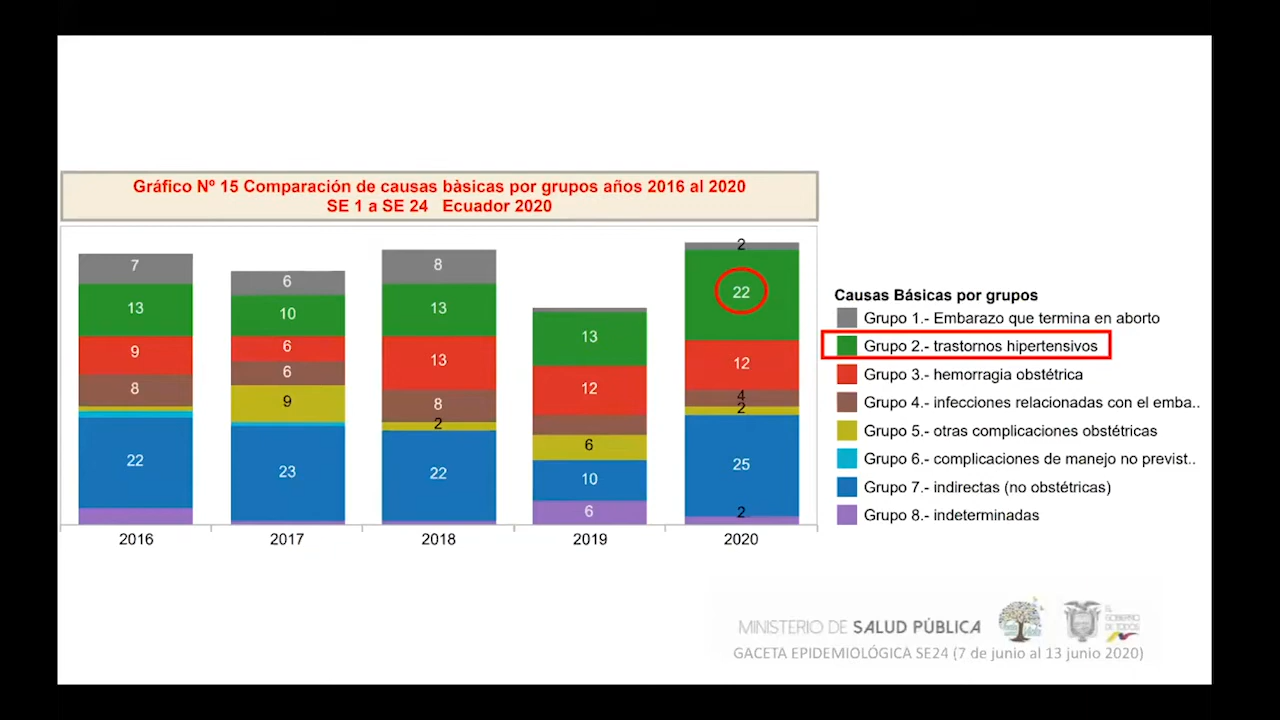 Gráfico Nº 15 Comparación de causas bàsicas por grupos años 2016 al 2020
SE 1 a SE 24 Ecuador 2020
7
13
9
8
22
2016
6
10
6
6
9
23
2017
8
13
13
8
2
22
2018
13
12
6
10
6
2019
2
22
12
4
2
25
2
2020
Causas Básicas por grupos
Grupo 1.- Embarazo que termina en aborto
Grupo 2.- trastornos hipertensivos
Grupo 3.- hemorragia obstétrica
Grupo 4.- infecciones relacionadas con el emba..
Grupo 5.- otras complicaciones obstétricas
Grupo 6.- complicaciones de manejo no previst..
Grupo 7.- indirectas (no obstétricas)
Grupo 8.- indeterminadas
MINISTERIO DE SALUD PÚBLICA
EL GOBIERNO DE TODOS
GACETA EPIDEMIOLÓGICA SE24 (7 de junio al 13 junio 2020)